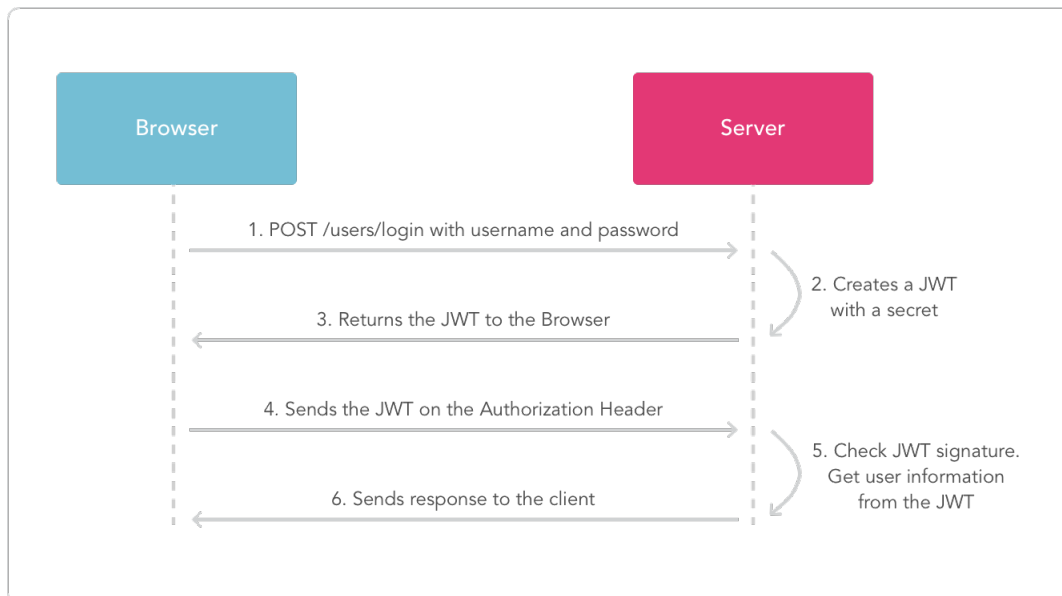 Browser
Server
1. POST /users/login with username and password
2. Creates a JWT
with a secret
3. Returns the JWT to the Browser
4. Sends the JWT on the Authorization Header
5. Check JWT signature.
Get user information
from the JWT
6. Sends response to the client